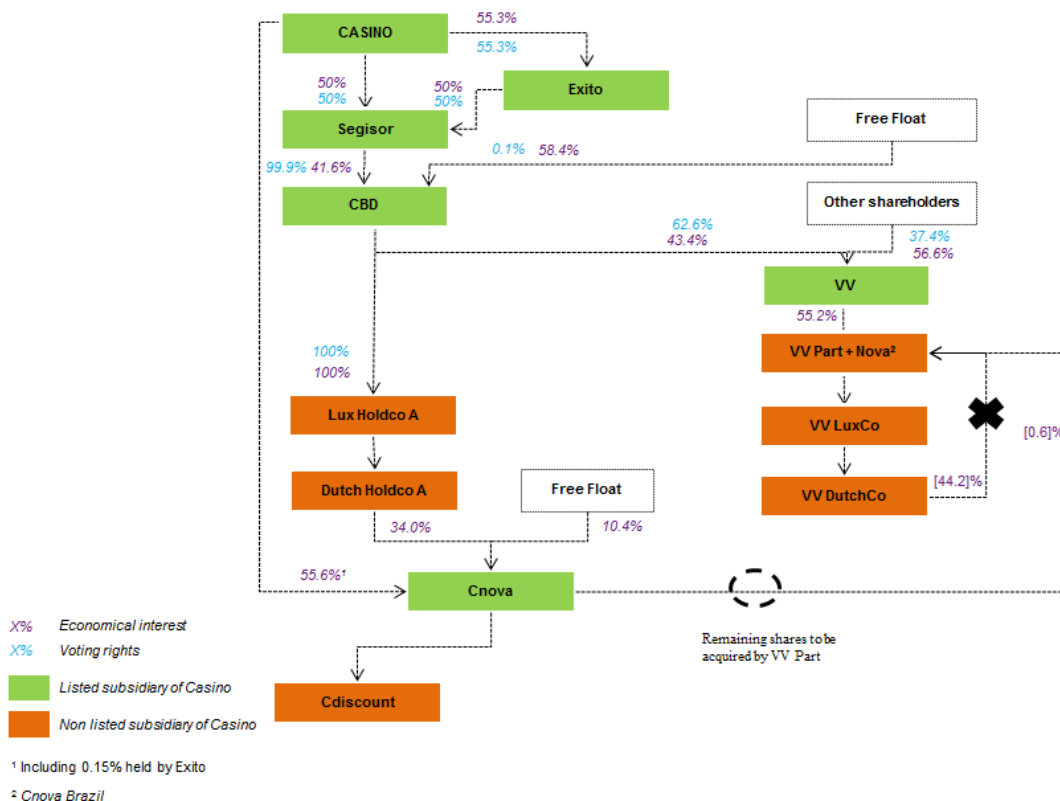 55.3%
CASINO
55.3%
50%
50%
50%
50%
Exito
Free Float
Segisor
0.1% 58.4%
99.9% 41.6%
Other shareholders
CBD
62.6%
43.4%
37.4%
56.6%
VV
55.2%
100%
100%
VV Part + Nova²
Lux Holdco A
VV LuxCo
[0.6]%
Dutch Holdco A
Free Float
[44.2]%
VV DutchCo
34.0%
10.4%
55.6%¹
Cnova
X% Economical interest
X% Voting rights
Remaining shares to be
acquired by VV Part
Listed subsidiary of Casino
Cdiscount
Non listed subsidiary of Casino
¹ Including 0.15% held by Exito
² Cnova Brazil